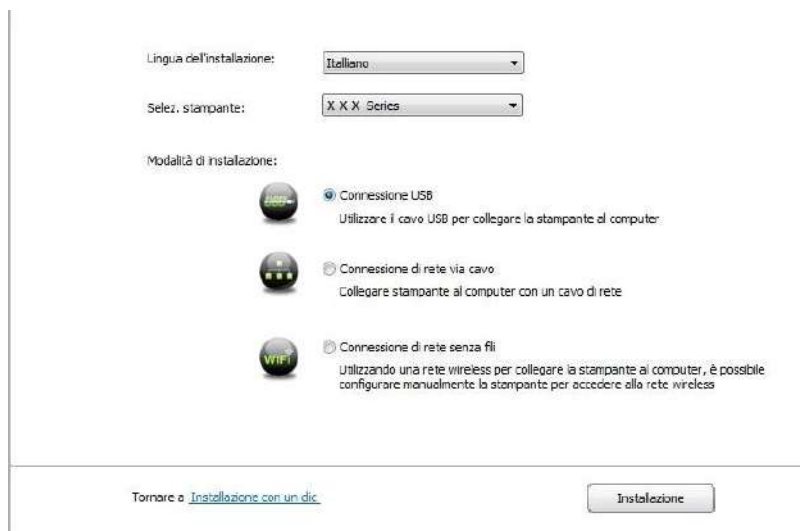 Lingua dell'installazione:
Italliano
Selez. stampante:
X X X Series
Modalità di installazione:
USB
Connessione USB
Utilizzare il cavo USB per collegare la stampante al computer
Connessione di rete via cavo
Collegare stampante al computer con un cavo di rete
WiFi
Connessione di rete senza fili
Utilizzando una rete wireless per collegare la stampante al computer, è possibile
configurare manualmente la stampante per accedere alla rete wireless
Tornare a Installazione con un clic
Installazione